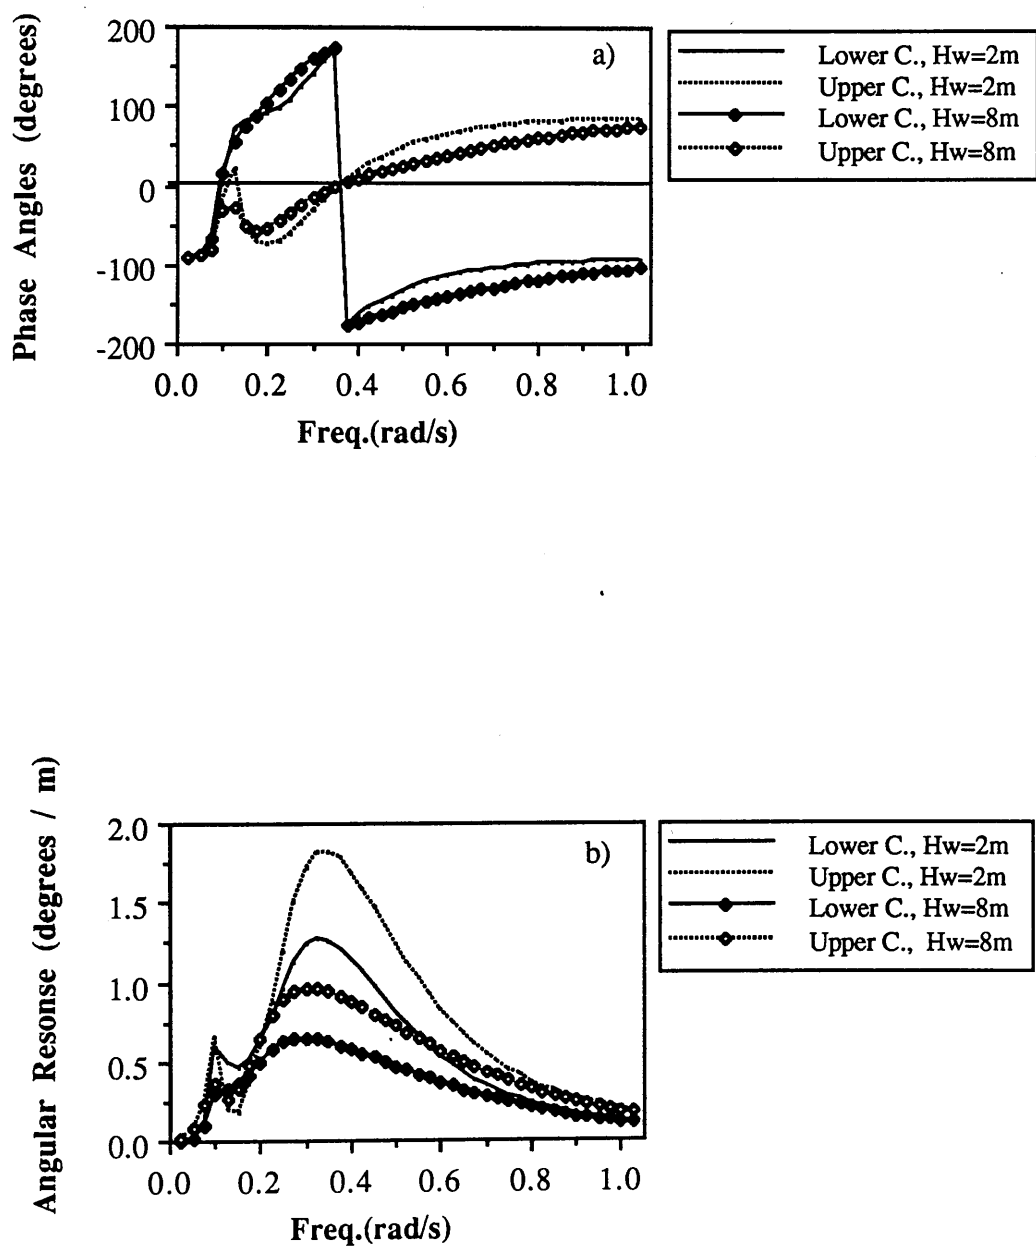 a)
200
100
0
-100
-200
Phase Angles (degrees)
0.0 0.2 0.4 0.6 0.8 1.0
Freq.(rad/s)
Lower C., Hw=2m
Upper C., Hw=2m
Lower C., Hw=8m
Upper C., Hw=8m
b)
2.0
1.5
1.0
0.5
0.0
Angular Resonse (degrees / m)
0.0 0.2 0.4 0.6 0.8 1.0
Freq.(rad/s)
Lower C., Hw=2m
Upper C., Hw=2m
Lower C., Hw=8m
Upper C., Hw=8m